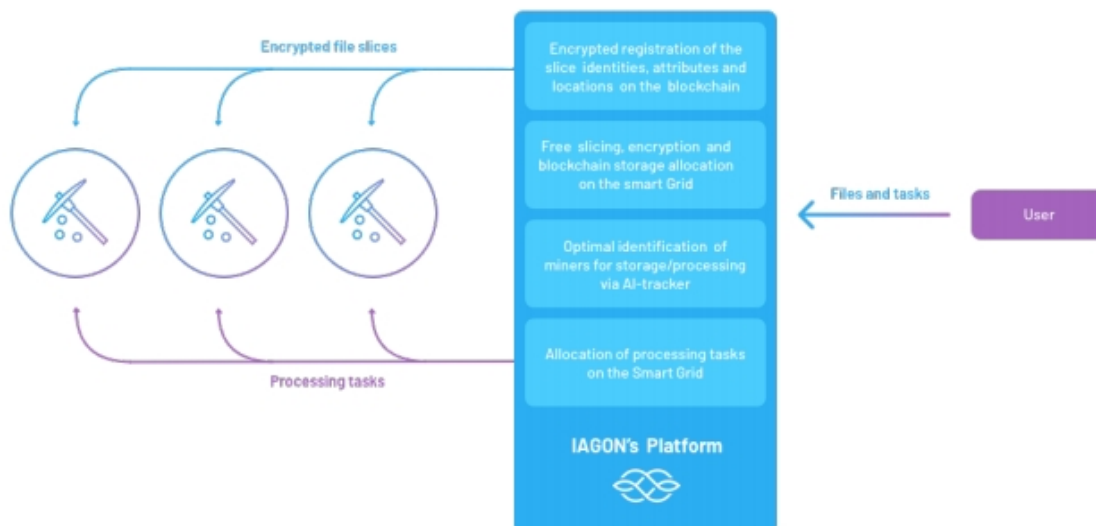 Encrypted file slices
Encrypted registration of the
slice identities, attributes and
locations on the blockchain
Free slicing, encryption and
blockchain storage allocation
on the smart Grid
Files and tasks
User
Optimal identification of
miners for storage/processing
via AI-tracker
Allocation of processing tasks
on the Smart Grid
Processing tasks
IAGON's Platform